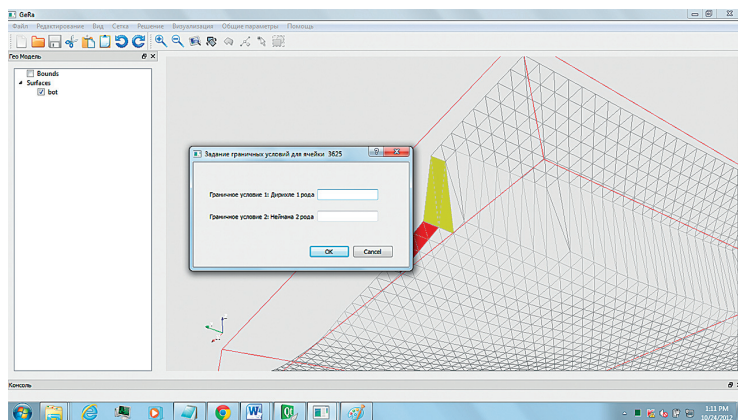 GeRa
Файл Редактирование Вид Сетка Решение Визуализация Общие параметры Помощь
Гео Модель
Bounds
Surfaces
bot
Задание граничных условий для ячейки 3625
Граничное условие 1: Дирихле 1 рода
Граничное условие 2: Неймана 2 рода
OK Cancel
Консоль
1:11 PM
10/24/2012